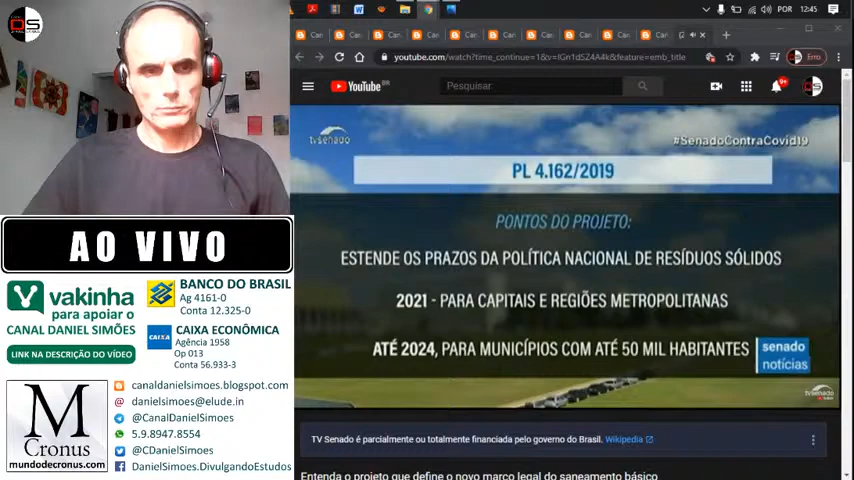 AO VIVO
vakinha
para apoiar o
CANAL DANIEL SIMÕES
LINK NA DESCRIÇÃO DO VÍDEO
BANCO DO BRASIL
Ag 4161-0
Conta 12.325-0
CAIXA
CAIXA ECONÔMICA
Agência 1958
Op 013
Conta 56.933-3
M
Cronus
mundodecronus.com
canaldanielsimoes.blogspot.com
danielsimoes@elude.in
@CanalDanielSimoes
5.9.8947.8554
@CDanielSimoes
DanielSimoes.DivulgandoEstudos
POR 12:45
youtube.com/watch?time_continue=1&v=IGn1dSZ4A4k&feature=emb_title
Erro
YouTube BR
Pesquisar
9+
tvsenado
#SenadoContraCovid19
PL 4.162/2019
PONTOS DO PROJETO:
ESTENDE OS PRAZOS DA POLÍTICA NACIONAL DE RESÍDUOS SÓLIDOS
2021 - PARA CAPITAIS E REGIÕES METROPOLITANAS
ATÉ 2024, PARA MUNICÍPIOS COM ATÉ 50 MIL HABITANTES
senado
notícias
tvsenado
TV Senado é parcialmente ou totalmente financiada pelo governo do Brasil. Wikipedia
Entenda o projeto que define o novo marco legal do saneamento básico